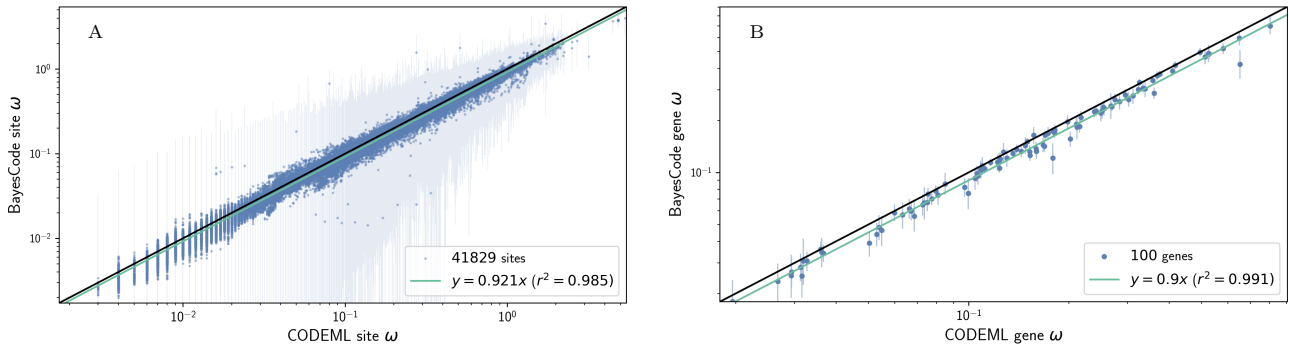 A
BayesCode site ω
10⁰
10⁻¹
10⁻²
41829 sites
y = 0.921x (r² = 0.985)
10⁻²
10⁻¹
10⁰
CODEML site ω
B
BayesCode gene ω
10⁻¹
100 genes
y = 0.9x (r² = 0.991)
10⁻¹
CODEML gene ω